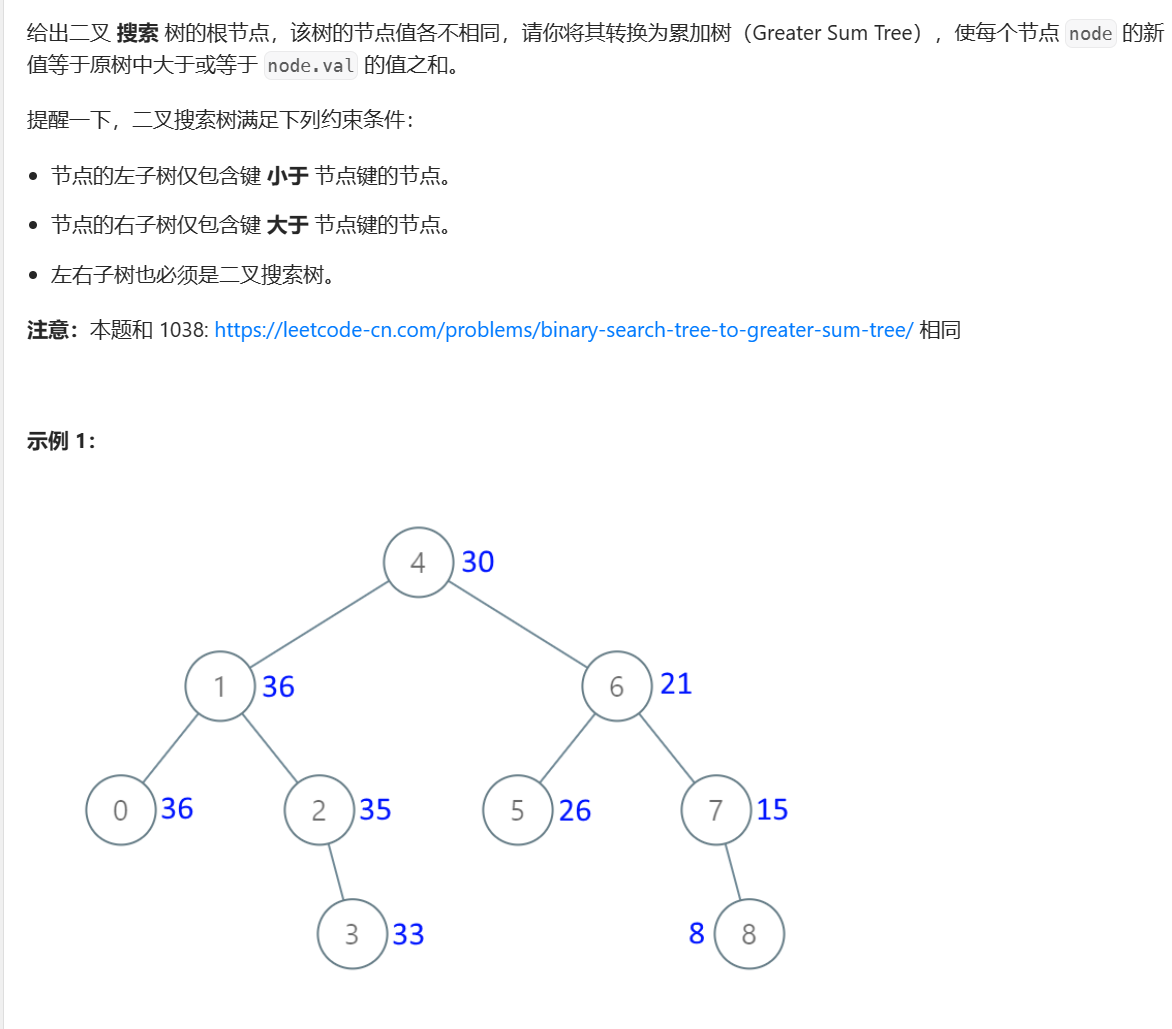 给出二叉 搜索 树的根节点，该树的节点值各不相同，请你将其转换为累加树（Greater Sum Tree），使每个节点 node 的新
值等于原树中大于或等于 node.val 的值之和。
提醒一下，二叉搜索树满足下列约束条件：
• 节点的左子树仅包含键 小于 节点键的节点。
• 节点的右子树仅包含键 大于 节点键的节点。
• 左右子树也必须是二叉搜索树。
注意：本题和 1038: https://leetcode-cn.com/problems/binary-search-tree-to-greater-sum-tree/ 相同
示例 1：
4 30
1 36 6 21
0 36 2 35 5 26 7 15
3 33 8 8